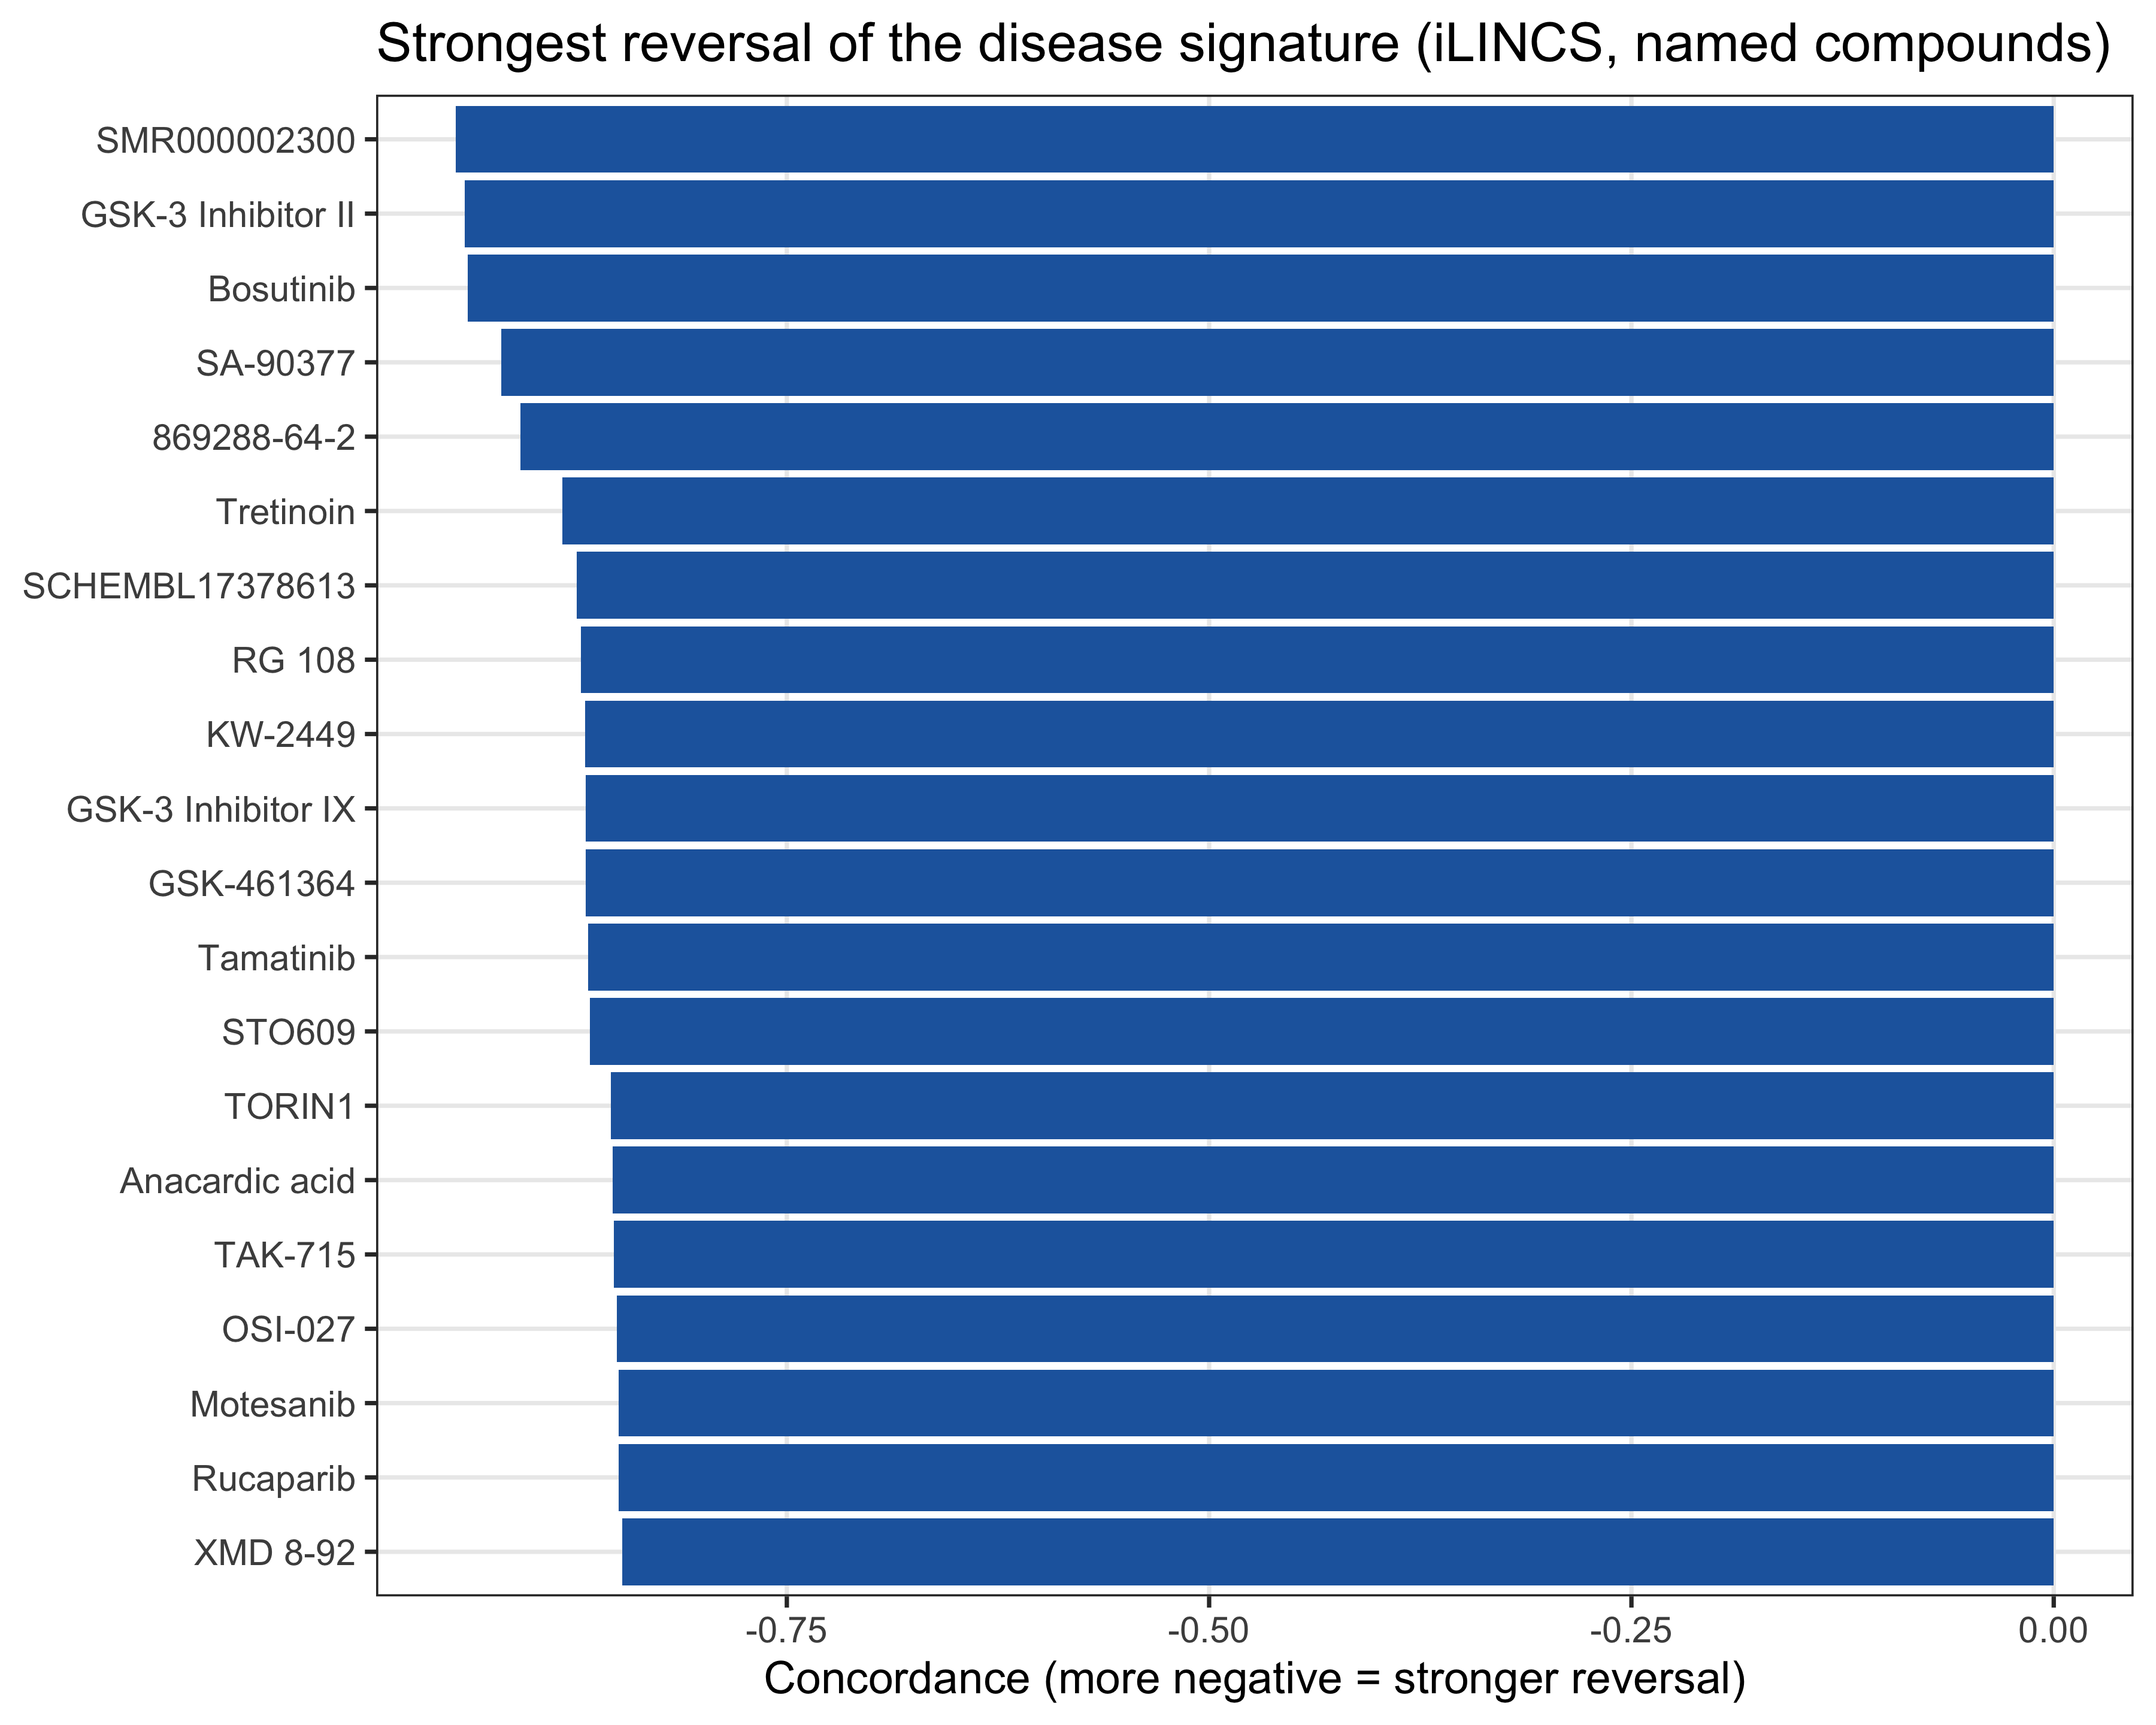 Strongest reversal of the disease signature (iLINCS, named compounds)
SMR000002300
GSK-3 Inhibitor II
Bosutinib
SA-90377
869288-64-2
Tretinoin
SCHEMBL17378613
RG 108
KW-2449
GSK-3 Inhibitor IX
GSK-461364
Tamatinib
STO609
TORIN1
Anacardic acid
TAK-715
OSI-027
Motesanib
Rucaparib
XMD 8-92
-0.75 -0.50 -0.25 0.00
Concordance (more negative = stronger reversal)